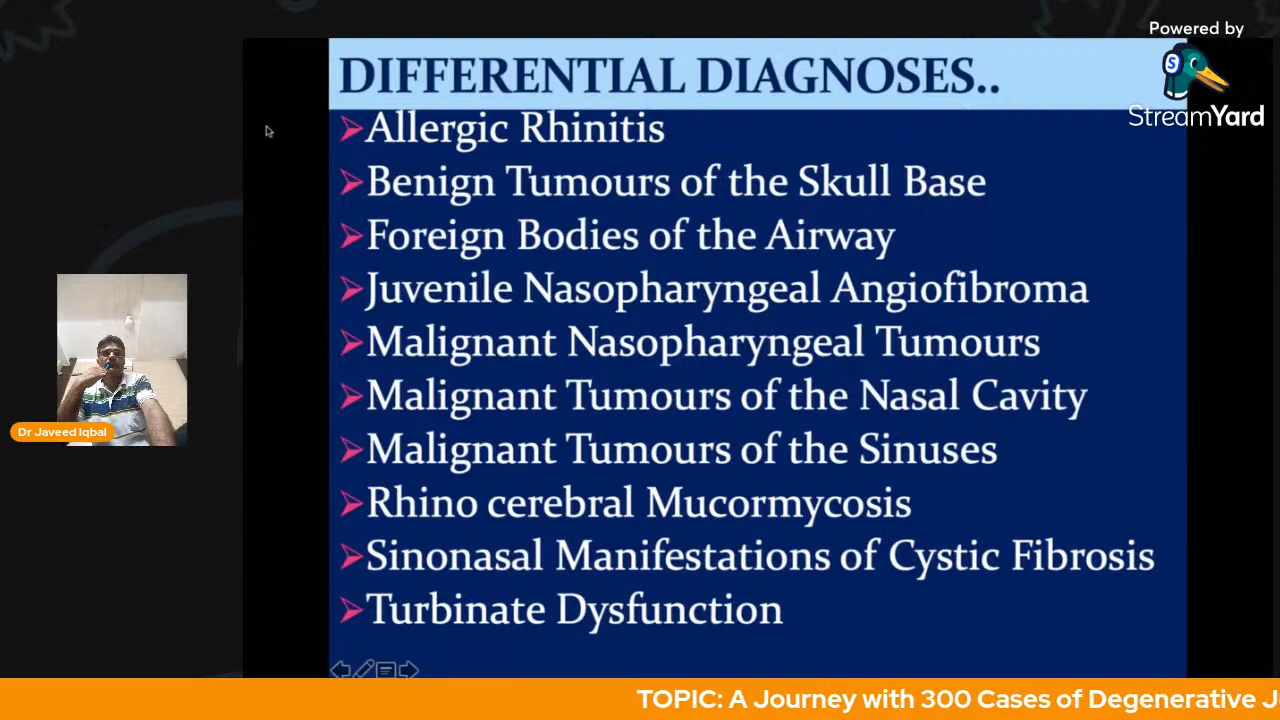 Powered by
StreamYard
DIFFERENTIAL DIAGNOSES..
Allergic Rhinitis
Benign Tumours of the Skull Base
Foreign Bodies of the Airway
Juvenile Nasopharyngeal Angiofibroma
Malignant Nasopharyngeal Tumours
Malignant Tumours of the Nasal Cavity
Malignant Tumours of the Sinuses
Rhino cerebral Mucormycosis
Sinonasal Manifestations of Cystic Fibrosis
Turbinate Dysfunction
Dr Javeed Iqbal
TOPIC: A Journey with 300 Cases of Degenerative J